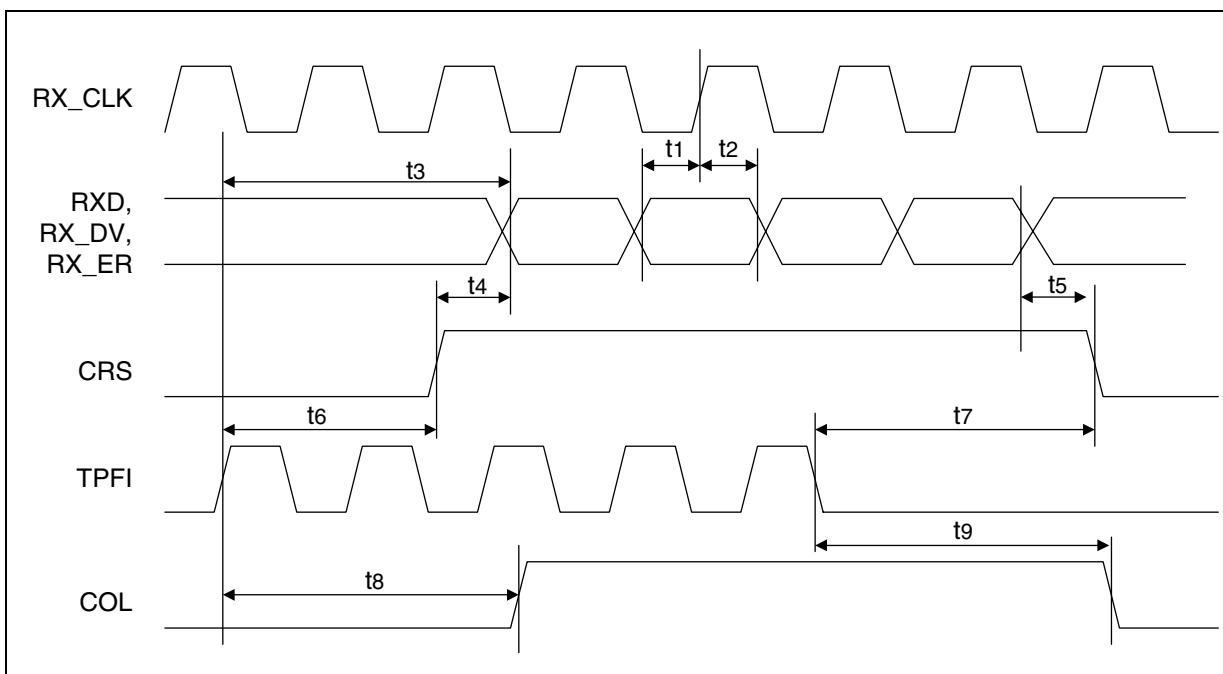 RX_CLK
t1
t2
t3
RXD,
RX_DV,
RX_ER
t4
t5
CRS
t6
t7
TPFI
t9
t8
COL